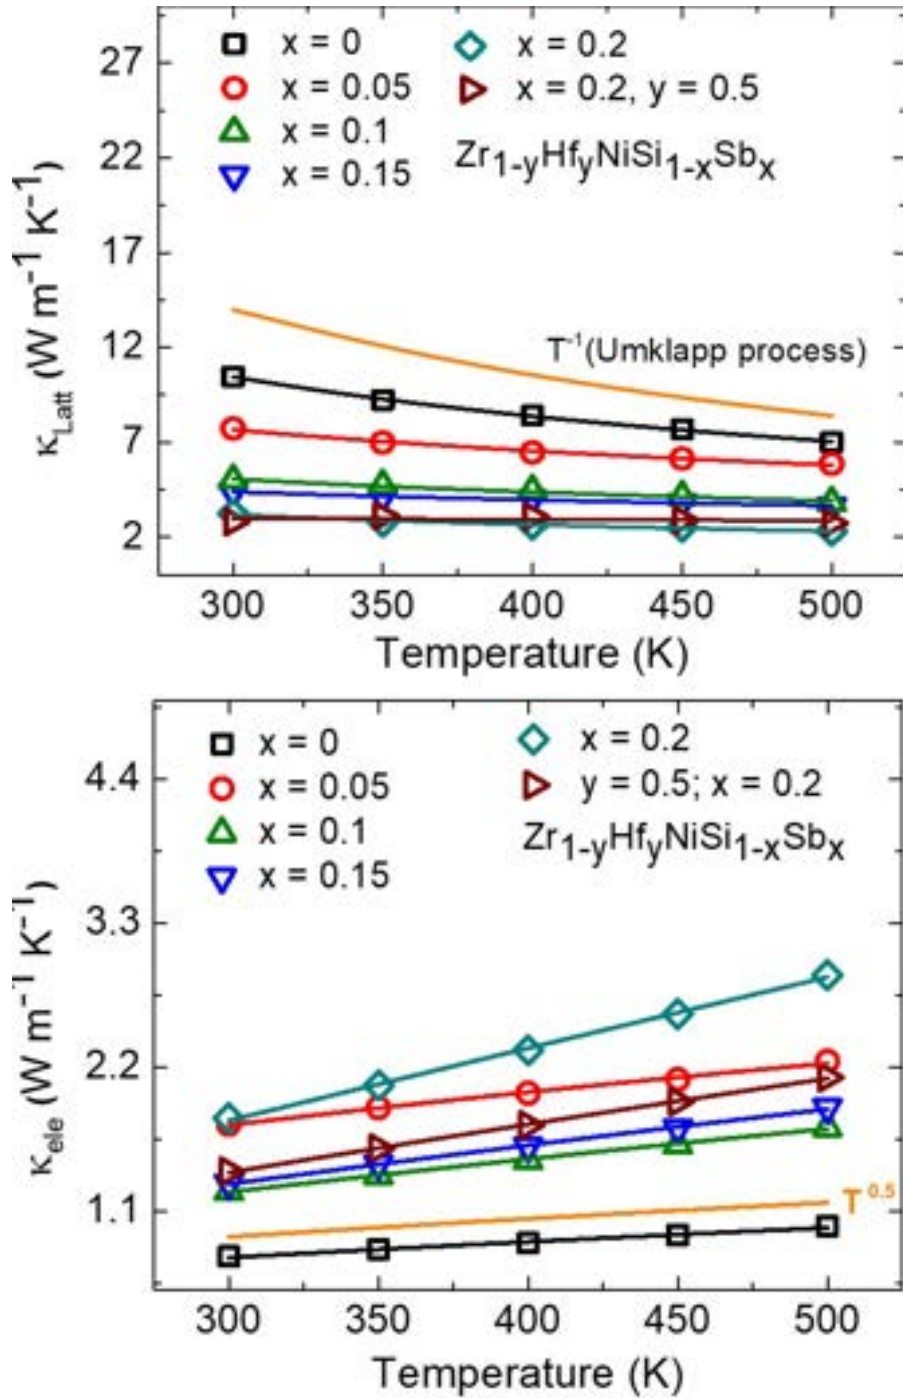 x = 0
x = 0.05
x = 0.1
x = 0.15
x = 0.2
x = 0.2, y = 0.5
Zr1-yHfyNiSi1-xSbx
27
22
17
12
7
2
κLatt (W m−1 K−1)
T-1(Umklapp process)
300 350 400 450 500
Temperature (K)
x = 0
x = 0.05
x = 0.1
x = 0.15
x = 0.2
y = 0.5; x = 0.2
Zr1-yHfyNiSi1-xSbx
4.4
3.3
2.2
1.1
κele (W m−1 K−1)
T0.5
300 350 400 450 500
Temperature (K)